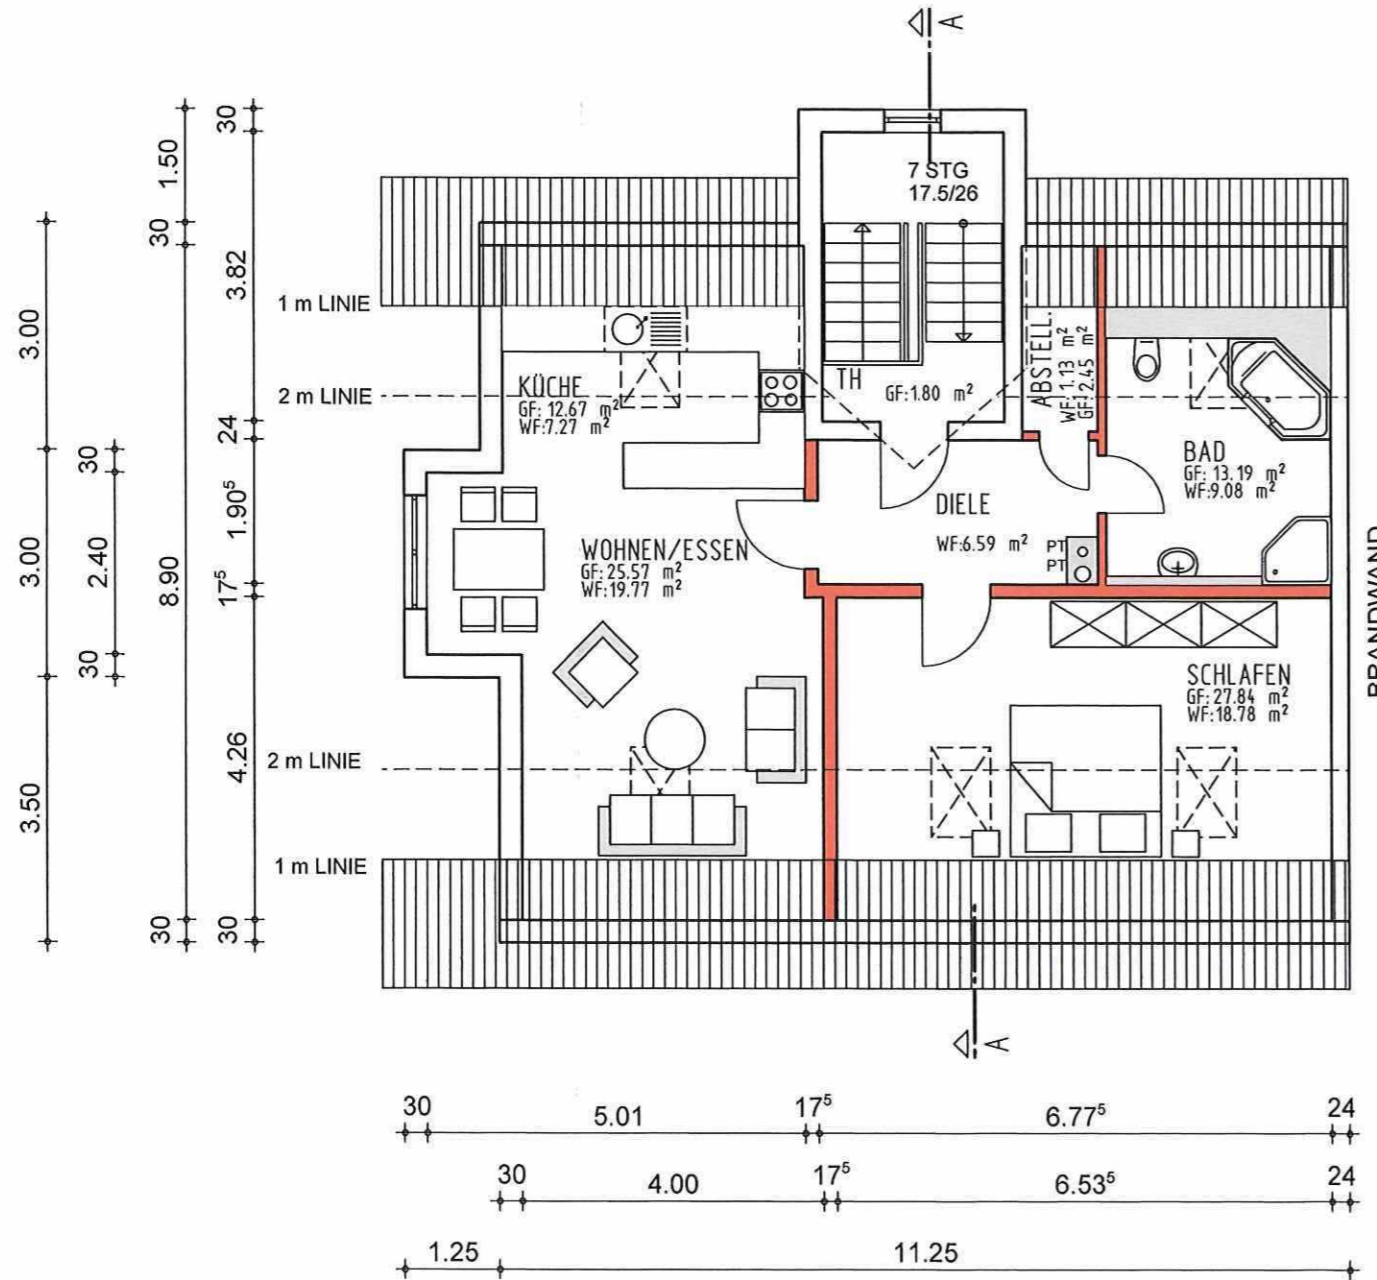 A
7 STG
17.5/26
1 m LINIE
2 m LINIE
KÜCHE
GF: 12.67 m²
WF:7.27 m²
TH
GF:1.80 m²
ABSTELL.
WF:1.13 m²
GF:2.45 m²
BAD
GF: 13.19 m²
WF:9.08 m²
DIELE
WF:6.59 m²
PT
PT
WOHNEN/ESSEN
GF:25.57 m²
WF:19.77 m²
SCHLAFEN
GF:27.84 m²
WF:18.78 m²
BRANDWAND
2 m LINIE
1 m LINIE
A
3.00
3.00
3.50
30
2.40
30
1.50
30
8.90
30
30
3.82
24
1.90⁵
17⁵
4.26
30
30 5.01 17⁵ 6.77⁵ 24
30 4.00 17⁵ 6.53⁵ 24
1.25 11.25